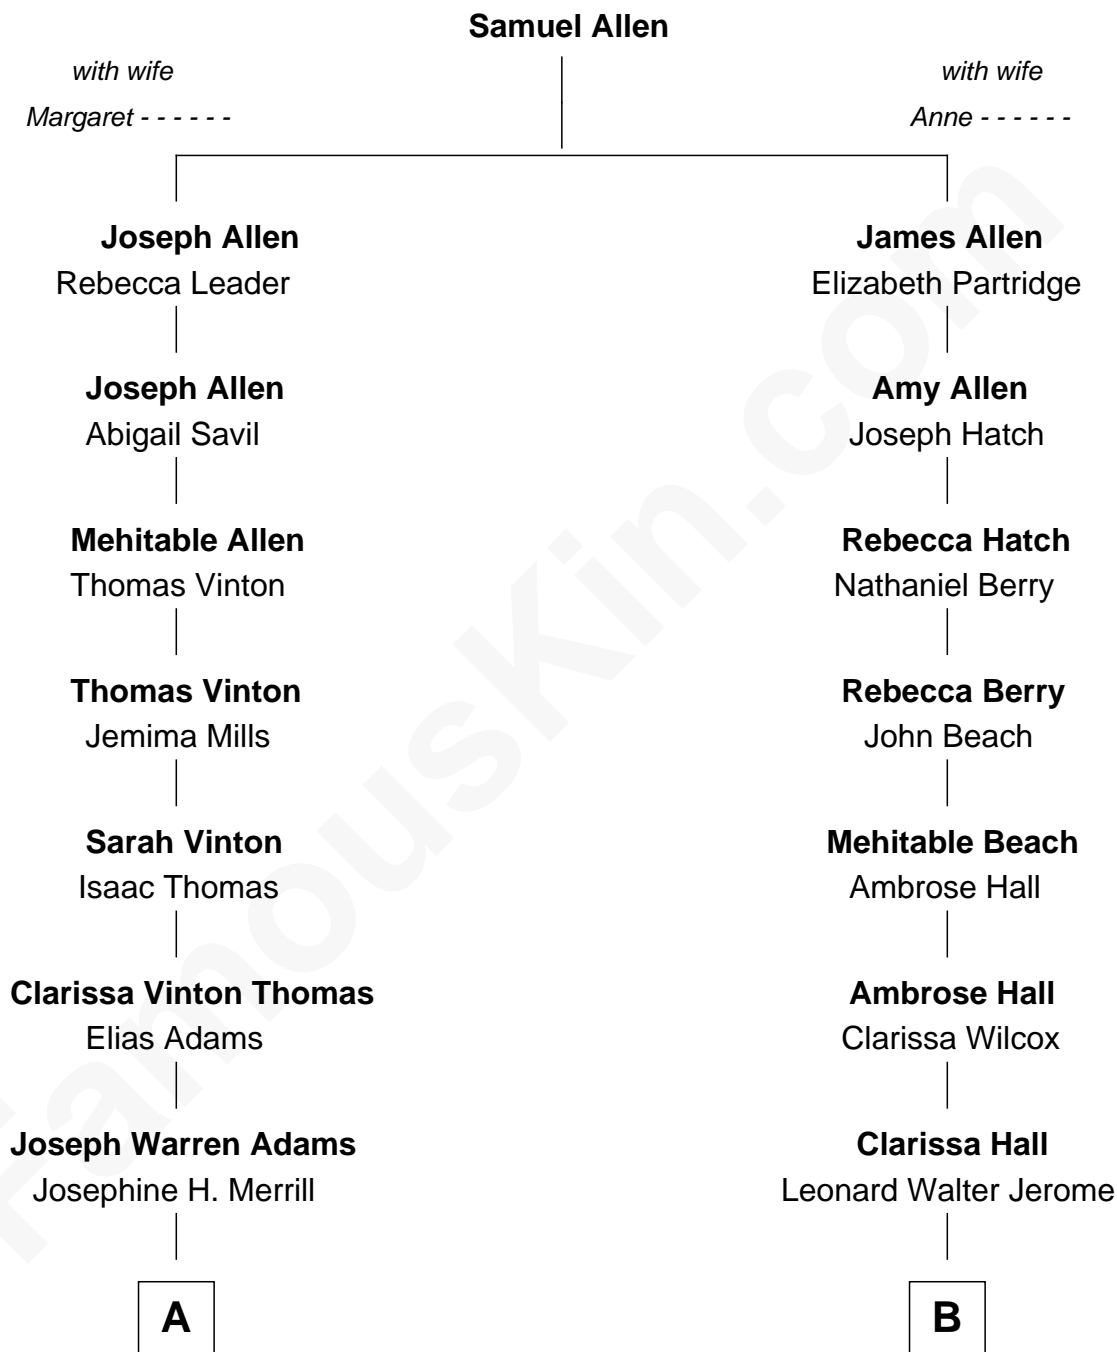 Samuel Allen
with wife
Margaret - - - - - -
with wife
Anne - - - - - -
Joseph Allen
Rebecca Leader
James Allen
Elizabeth Partridge
Joseph Allen
Abigail Savil
Amy Allen
Joseph Hatch
Mehitable Allen
Thomas Vinton
Rebecca Hatch
Nathaniel Berry
Thomas Vinton
Jemima Mills
Rebecca Berry
John Beach
Sarah Vinton
Isaac Thomas
Mehitable Beach
Ambrose Hall
Clarissa Vinton Thomas
Elias Adams
Ambrose Hall
Clarissa Wilcox
Joseph Warren Adams
Josephine H. Merrill
Clarissa Hall
Leonard Walter Jerome
A
B
FamousKin.com